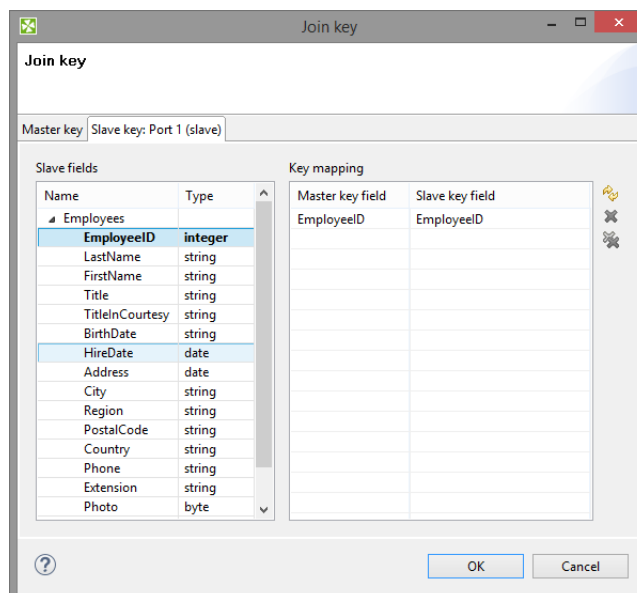 Join key
Join key
Master key Slave key: Port 1 (slave)
Slave fields Key mapping
Name Type Master key field Slave key field
Employees EmployeeID EmployeeID
EmployeeID integer
LastName string
FirstName string
Title string
TitleInCourtesy string
BirthDate string
HireDate date
Address date
City string
Region string
PostalCode string
Country string
Phone string
Extension string
Photo byte
? OK Cancel